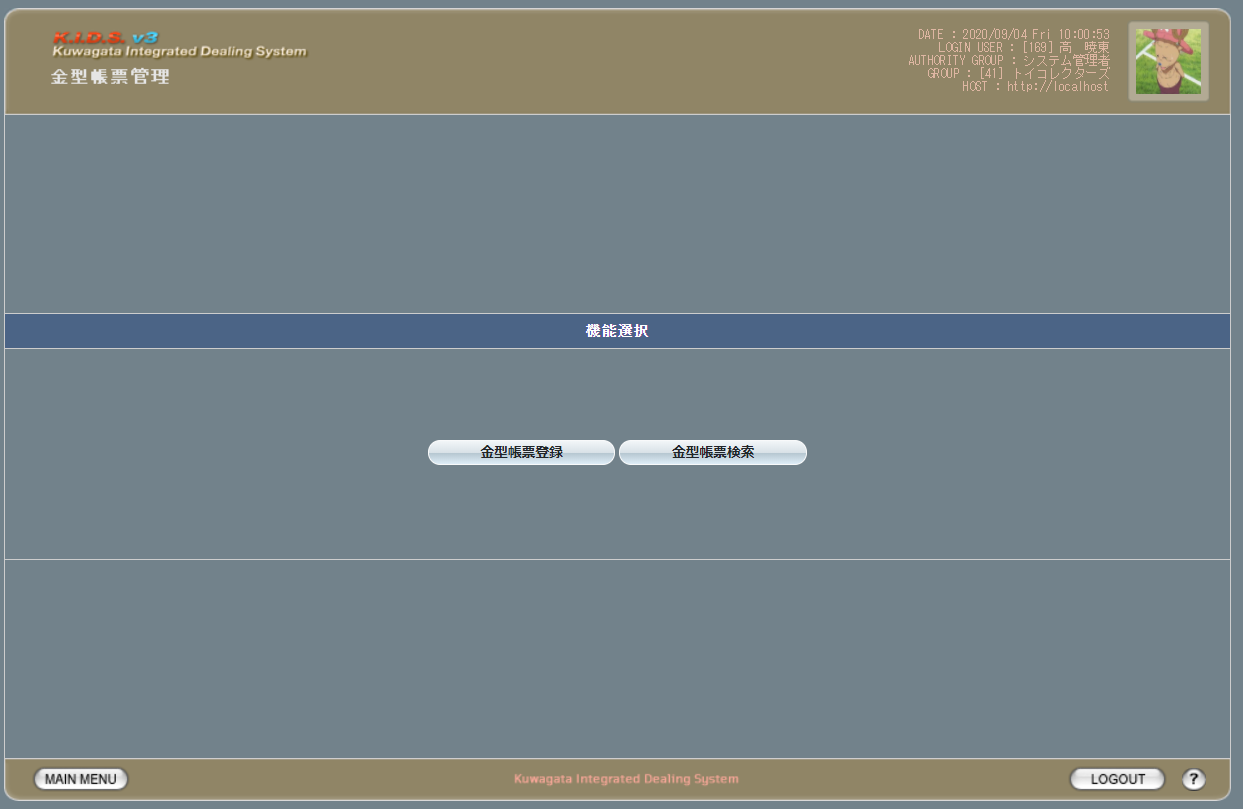 K.I.D.S. v3
Kuwagata Integrated Dealing System
金型帳票管理
DATE : 2020/09/04 Fri 10:00:53
LOGIN USER : [169] 高　暁東
AUTHORITY GROUP : システム管理者
GROUP : [41] トイコレクターズ
HOST : http://localhost
機能選択
金型帳票登録 金型帳票検索
MAIN MENU Kuwagata Integrated Dealing System LOGOUT ?